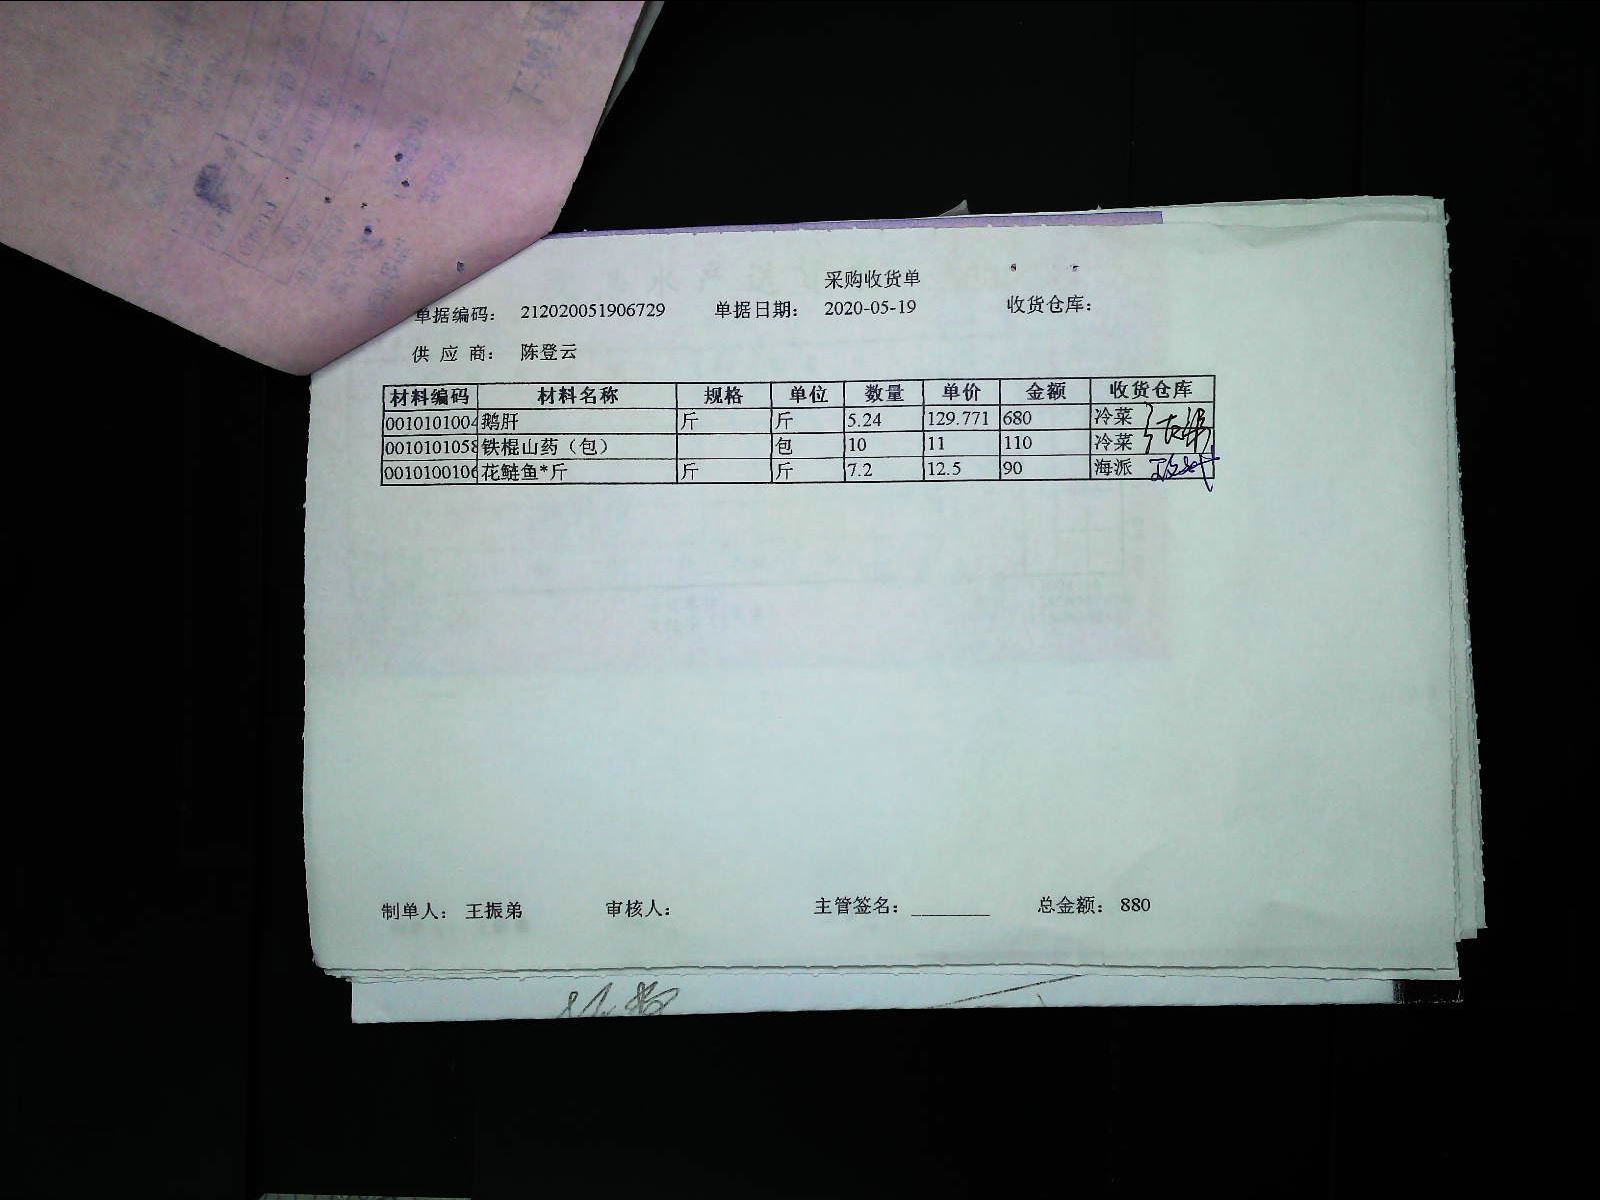 采购收货单
单据编码： 212020051906729 单据日期： 2020-05-19 收货仓库：
供 应 商： 陈登云
材料编码 材料名称 规格 单位 数量 单价 金额 收货仓库
0010101004 鹅肝 斤 斤 5.24 129.771 680 冷菜
0010101058 铁棍山药（包） 包 10 11 110 冷菜
0010100106 花鲢鱼*斤 斤 斤 7.2 12.5 90 海派
制单人： 王振弟 审核人： 主管签名：________ 总金额： 880